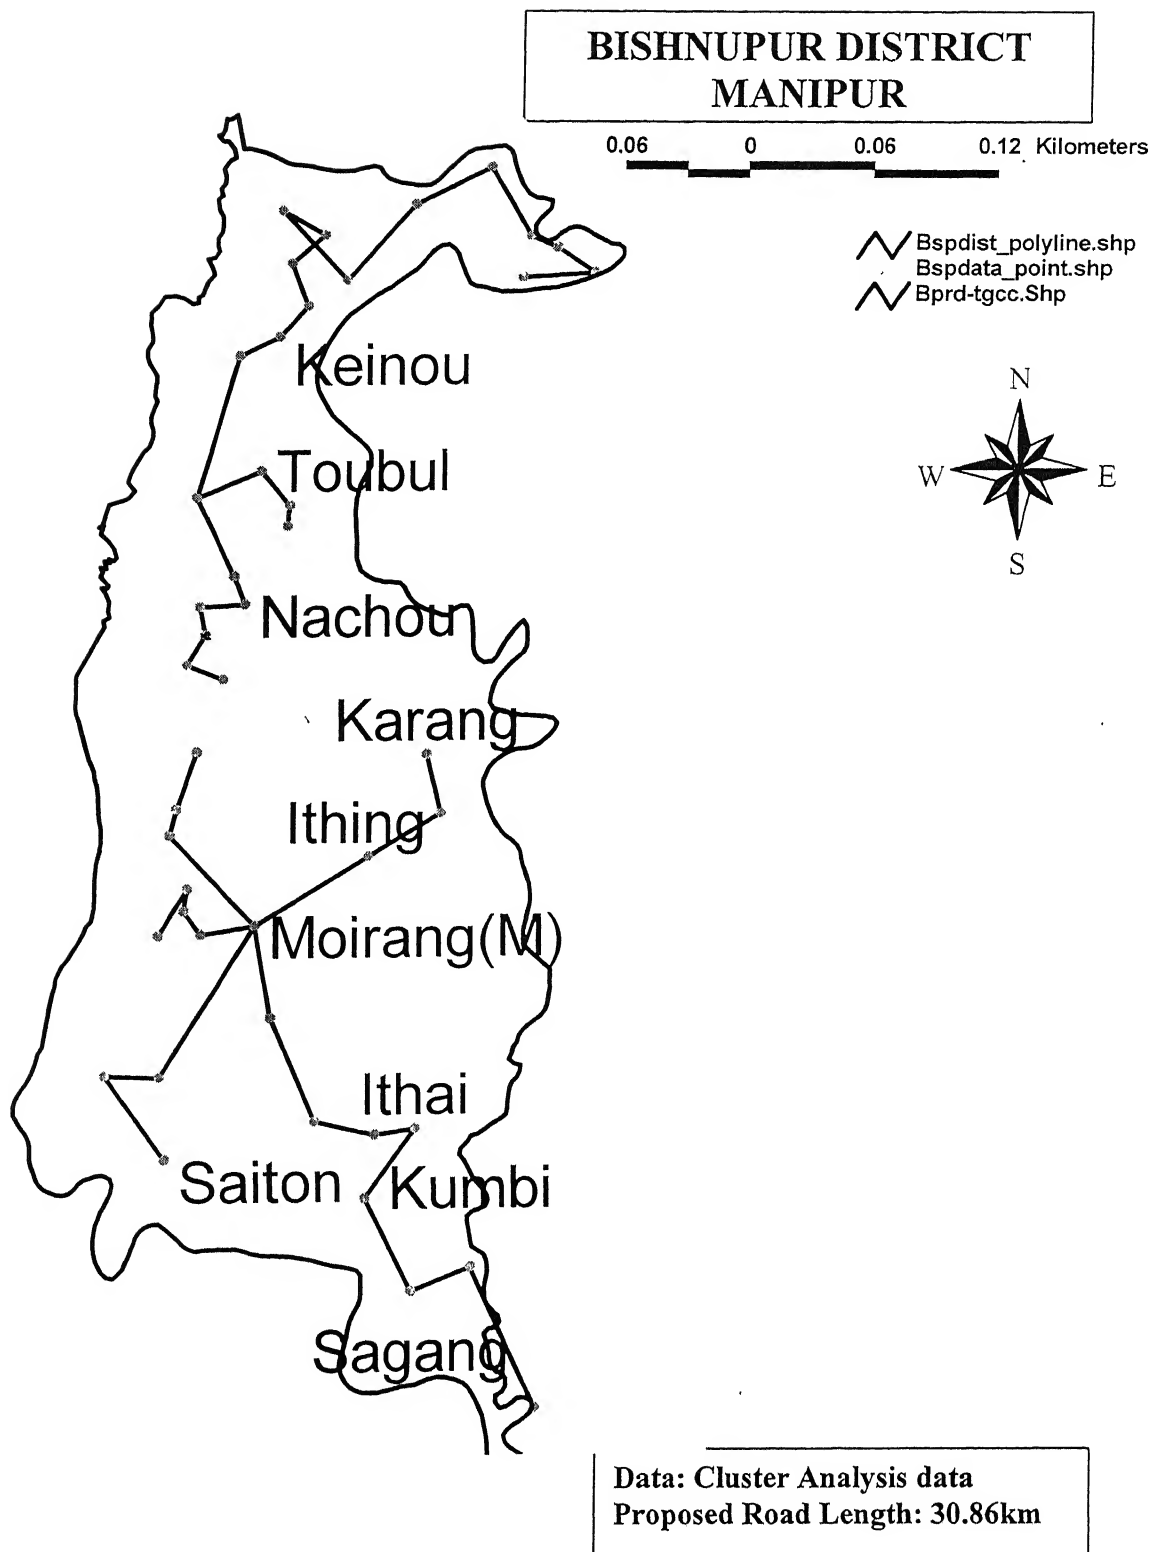 BISHNUPUR DISTRICT
MANIPUR
0.06 0 0.06 0.12 Kilometers
Bspdist_polyline.shp
Bspdata_point.shp
Bprd-tgcc.Shp
N
W E
S
Keinou
Toubul
Nachou
Karang
Ithing
Moirang(M)
Ithai
Saiton Kumbi
Sagang
Data: Cluster Analysis data
Proposed Road Length: 30.86km